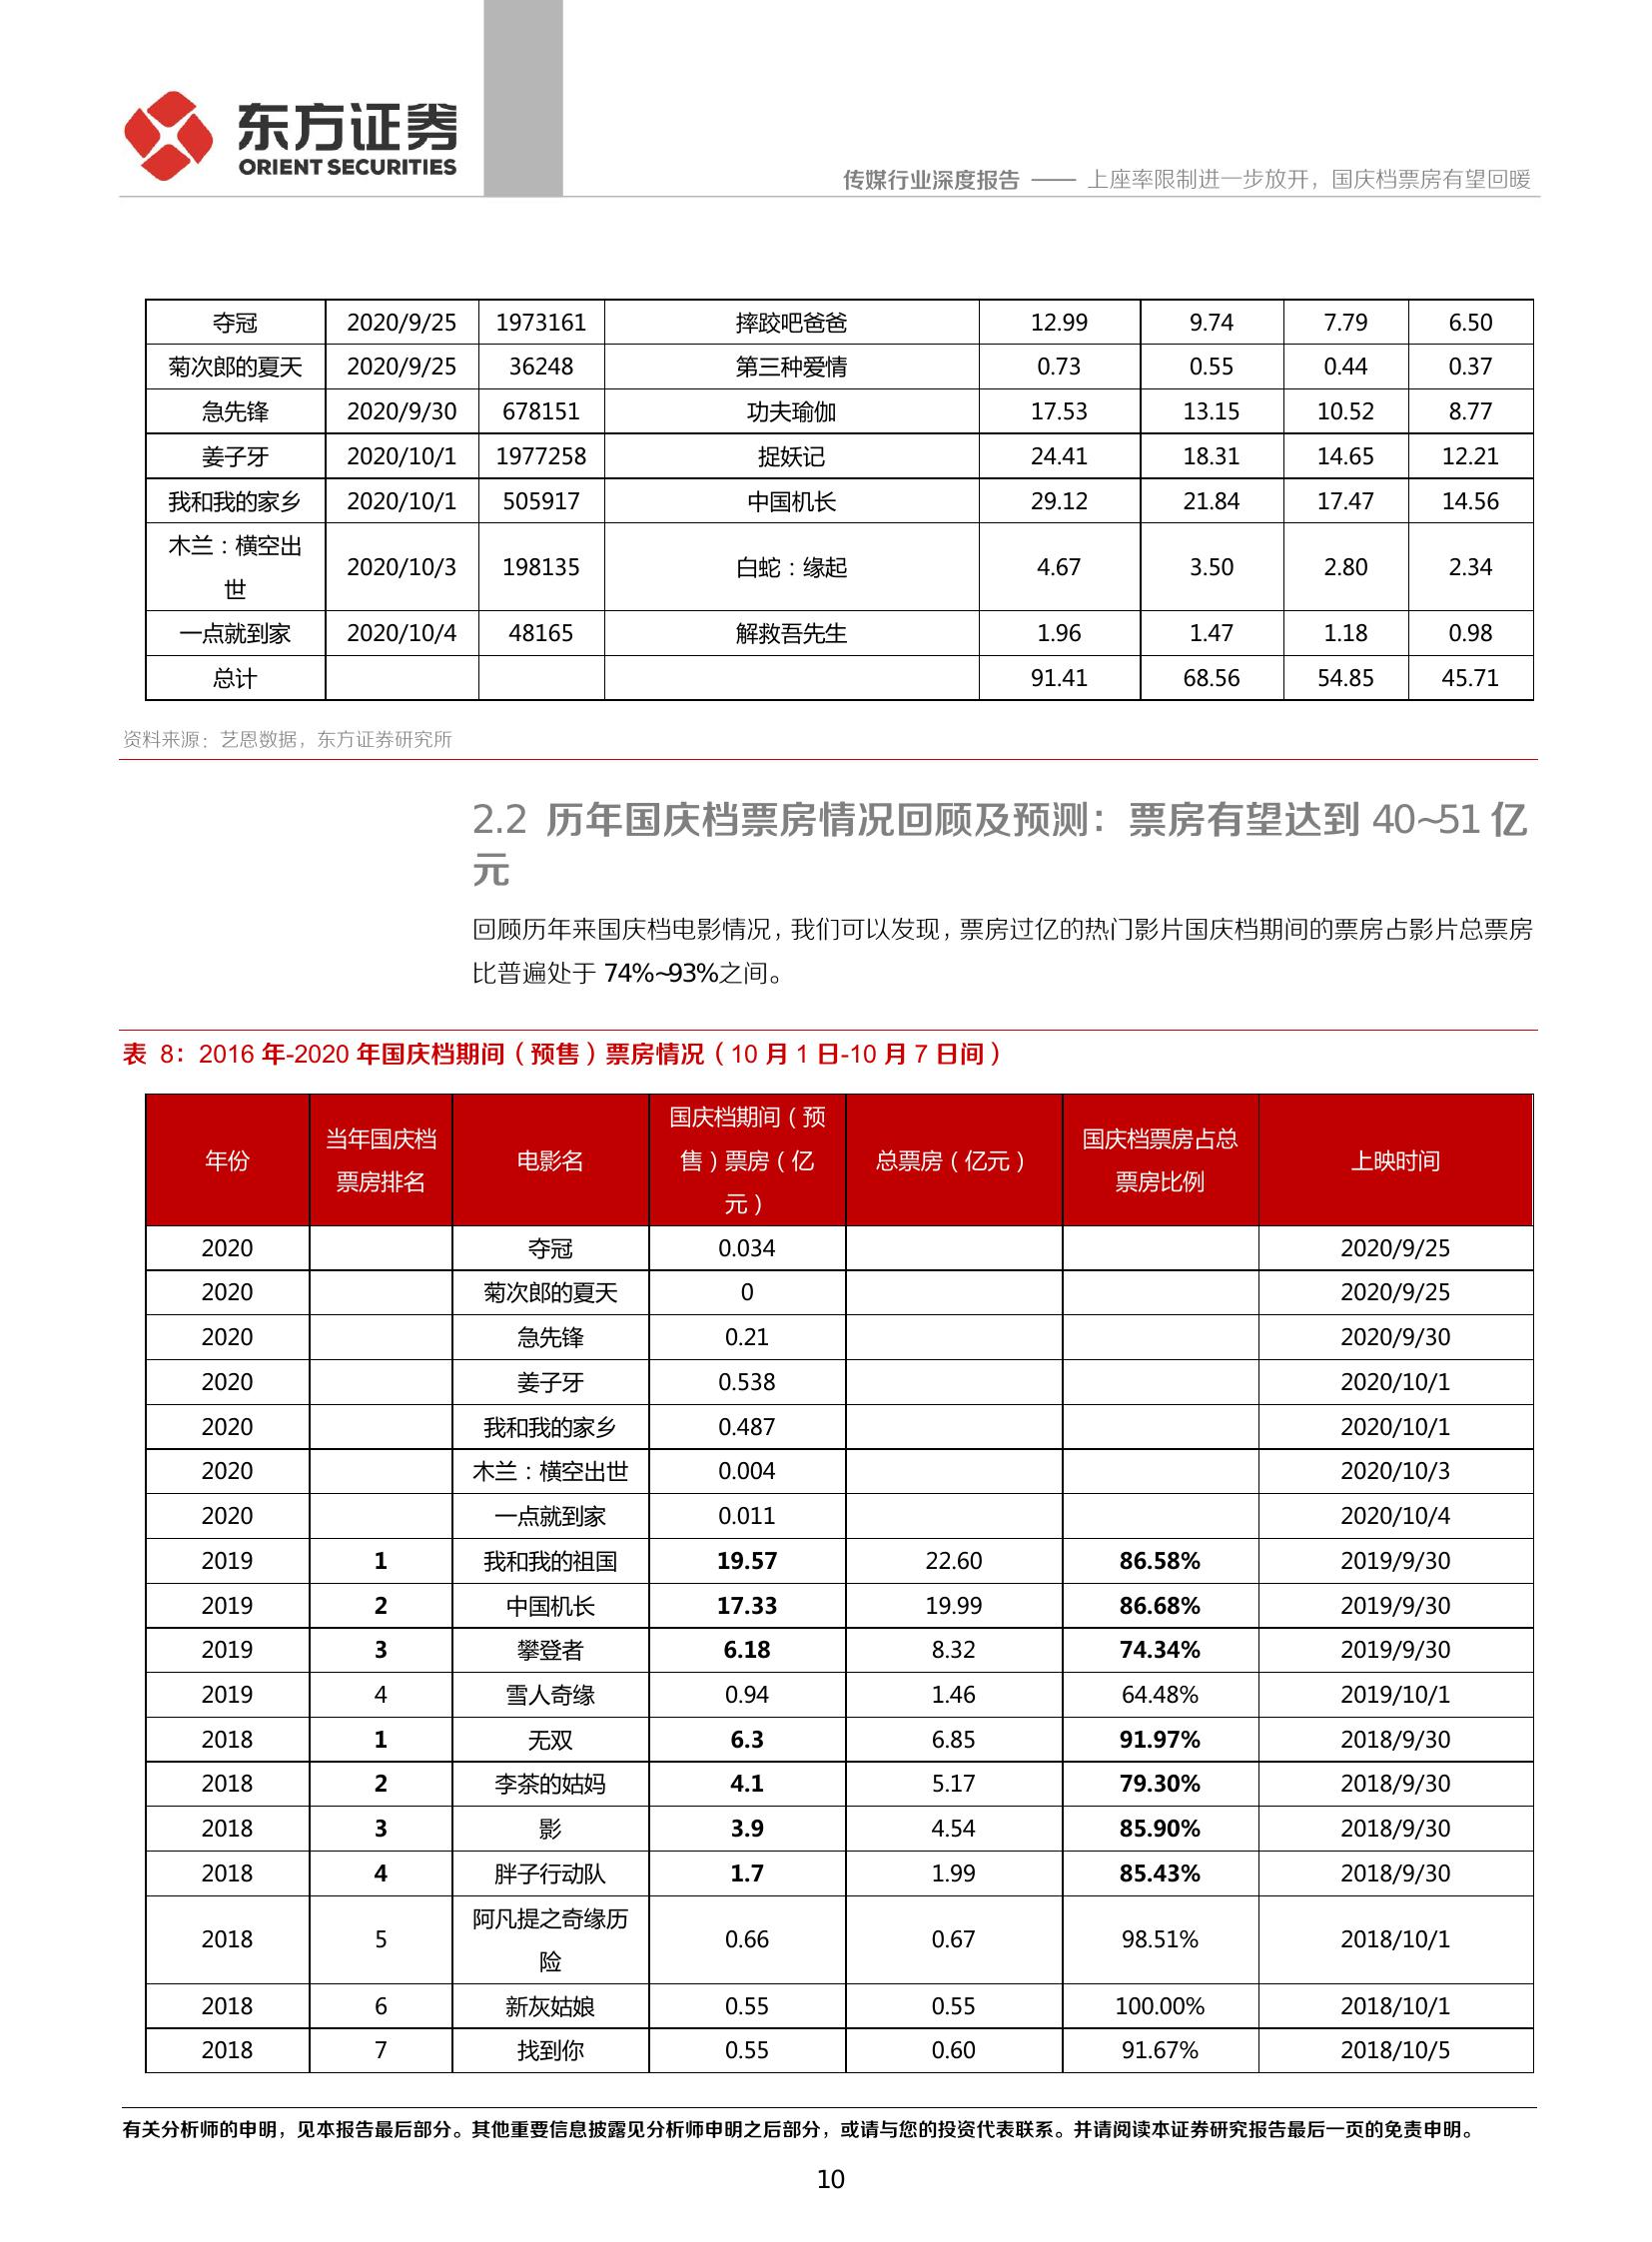 东方证券
ORIENT SECURITIES
传媒行业深度报告 —— 上座率限制进一步放开，国庆档票房有望回暖
夺冠 2020/9/25 1973161 摔跤吧爸爸 12.99 9.74 7.79 6.50
菊次郎的夏天 2020/9/25 36248 第三种爱情 0.73 0.55 0.44 0.37
急先锋 2020/9/30 678151 功夫瑜伽 17.53 13.15 10.52 8.77
姜子牙 2020/10/1 1977258 捉妖记 24.41 18.31 14.65 12.21
我和我的家乡 2020/10/1 505917 中国机长 29.12 21.84 17.47 14.56
木兰：横空出
世 2020/10/3 198135 白蛇：缘起 4.67 3.50 2.80 2.34
一点就到家 2020/10/4 48165 解救吾先生 1.96 1.47 1.18 0.98
总计 91.41 68.56 54.85 45.71
资料来源：艺恩数据，东方证券研究所
2.2 历年国庆档票房情况回顾及预测：票房有望达到 40~51 亿
元
回顾历年来国庆档电影情况，我们可以发现，票房过亿的热门影片国庆档期间的票房占影片总票房
比普遍处于 74%~93%之间。
表 8：2016 年-2020 年国庆档期间（预售）票房情况（10 月 1 日-10 月 7 日间）
年份
当年国庆档
票房排名
电影名
国庆档期间（预
售）票房（亿
元）
总票房（亿元）
国庆档票房占总
票房比例
上映时间
2020 夺冠 0.034 2020/9/25
2020 菊次郎的夏天 0 2020/9/25
2020 急先锋 0.21 2020/9/30
2020 姜子牙 0.538 2020/10/1
2020 我和我的家乡 0.487 2020/10/1
2020 木兰：横空出世 0.004 2020/10/3
2020 一点就到家 0.011 2020/10/4
2019 1 我和我的祖国 19.57 22.60 86.58% 2019/9/30
2019 2 中国机长 17.33 19.99 86.68% 2019/9/30
2019 3 攀登者 6.18 8.32 74.34% 2019/9/30
2019 4 雪人奇缘 0.94 1.46 64.48% 2019/10/1
2018 1 无双 6.3 6.85 91.97% 2018/9/30
2018 2 李茶的姑妈 4.1 5.17 79.30% 2018/9/30
2018 3 影 3.9 4.54 85.90% 2018/9/30
2018 4 胖子行动队 1.7 1.99 85.43% 2018/9/30
2018 5 阿凡提之奇缘历
险 0.66 0.67 98.51% 2018/10/1
2018 6 新灰姑娘 0.55 0.55 100.00% 2018/10/1
2018 7 找到你 0.55 0.60 91.67% 2018/10/5
有关分析师的申明，见本报告最后部分。其他重要信息披露见分析师申明之后部分，或请与您的投资代表联系。并请阅读本证券研究报告最后一页的免责申明。
10